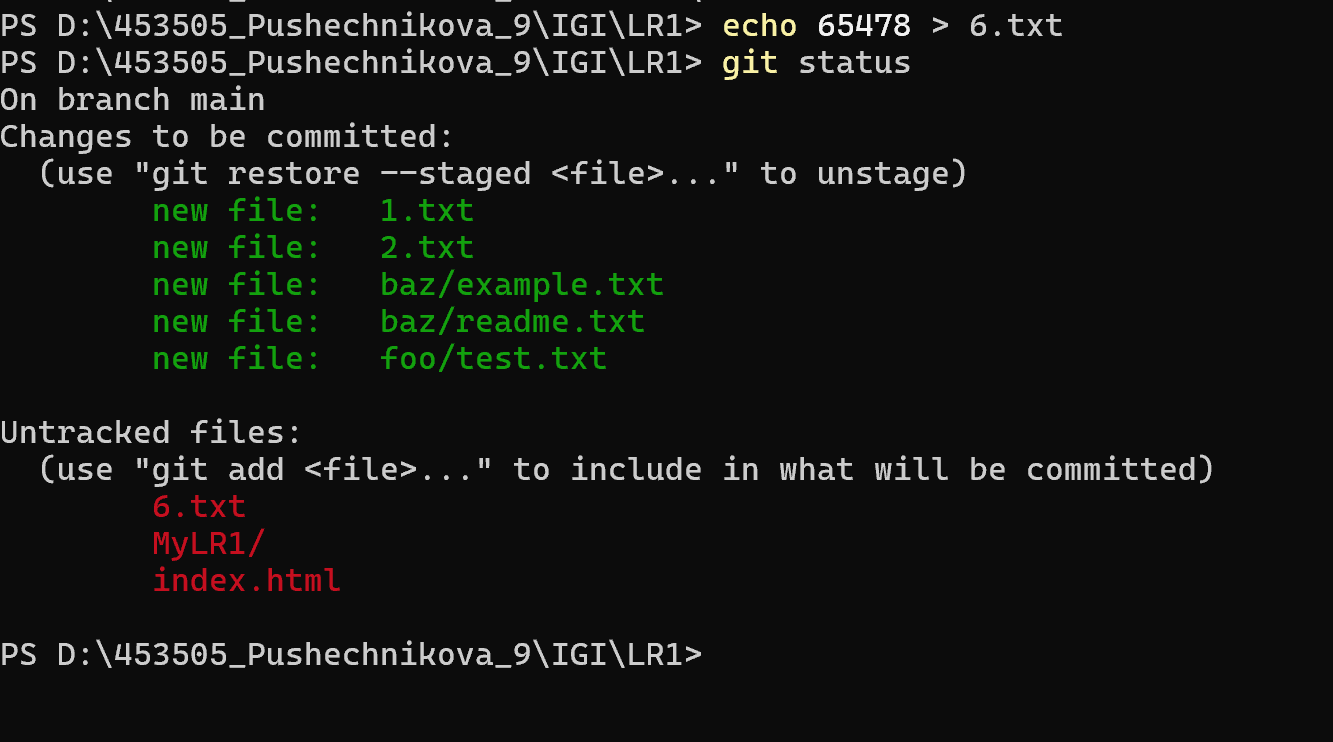 PS D:\453505_Pushechnikova_9\IGI\LR1> echo 65478 > 6.txt
PS D:\453505_Pushechnikova_9\IGI\LR1> git status
On branch main
Changes to be committed:
  (use "git restore --staged <file>..." to unstage)
        new file:   1.txt
        new file:   2.txt
        new file:   baz/example.txt
        new file:   baz/readme.txt
        new file:   foo/test.txt

Untracked files:
  (use "git add <file>..." to include in what will be committed)
        6.txt
        MyLR1/
        index.html

PS D:\453505_Pushechnikova_9\IGI\LR1>